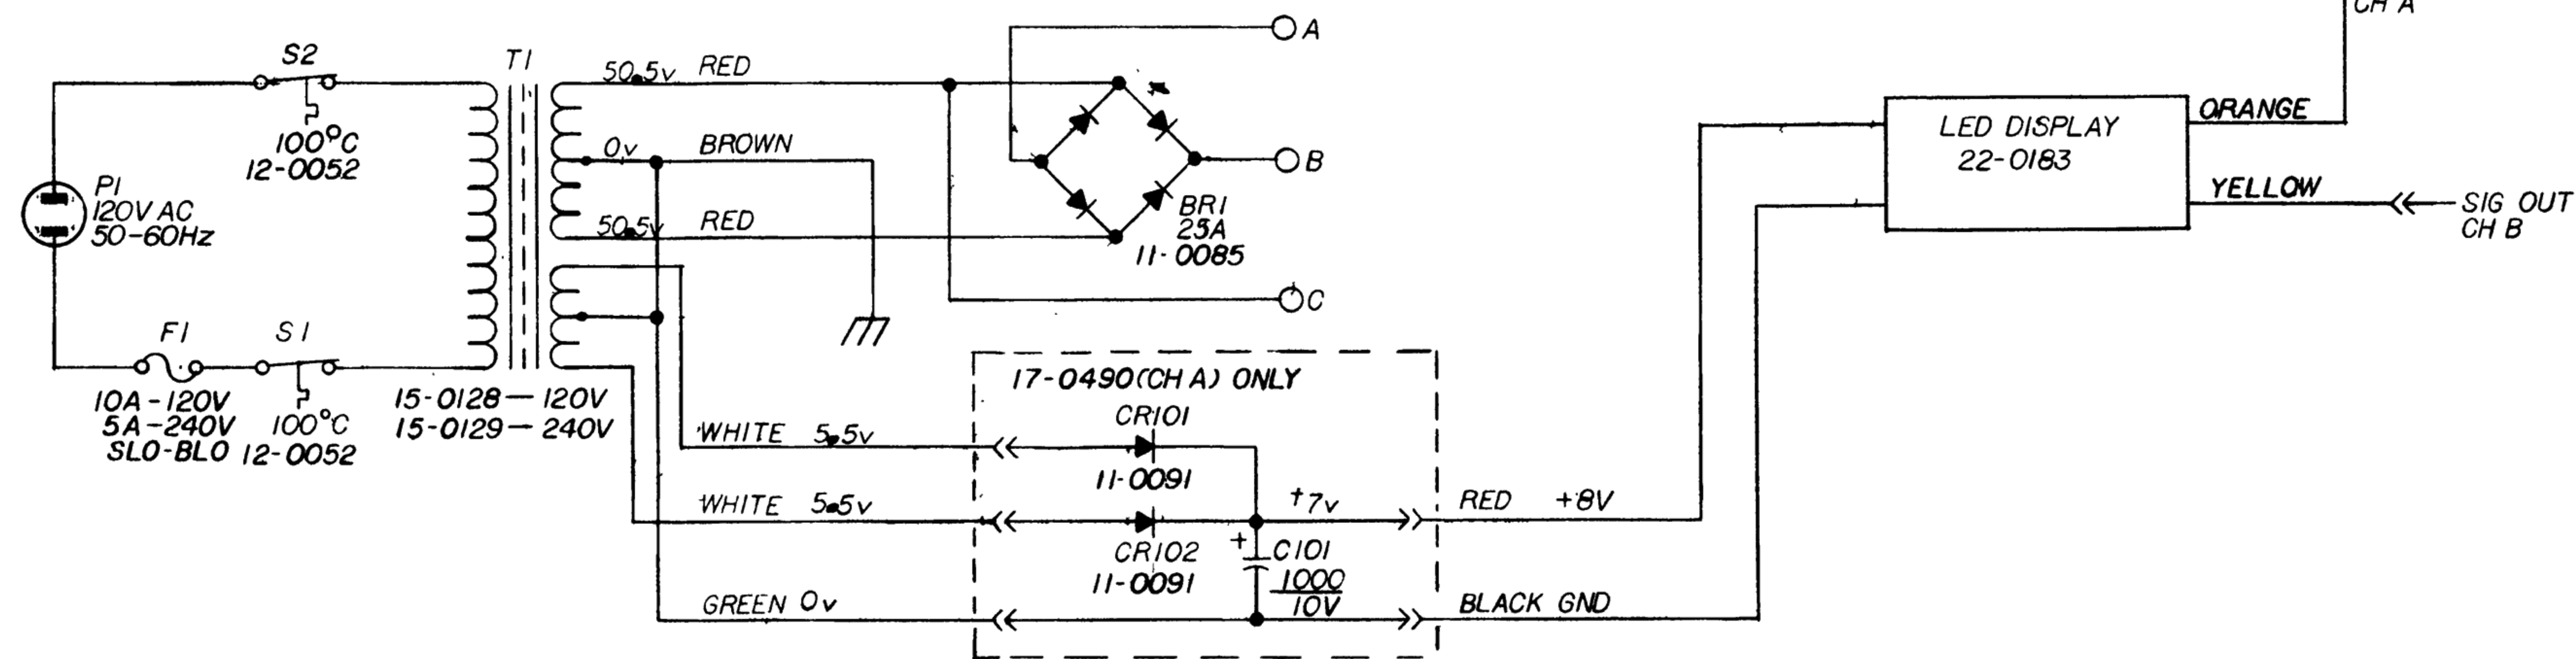 CH A
S2
100°C
12-0052
P1
120V AC
50-60Hz
F1
10A-120V
5A-240V
SLO-BLO
S1
100°C
12-0052
T1
15-0128-120V
15-0129-240V
50.5v RED
0v BROWN
50.5v RED
A
B
C
BR1
25A
11-0085
WHITE 5.5v
WHITE 5.5v
GREEN 0v
17-0490(CH A) ONLY
CR101
11-0091
CR102
11-0091
+7v
+
C101
1000
10V
RED +8V
BLACK GND
LED DISPLAY
22-0183
ORANGE
YELLOW
SIG OUT
CH B